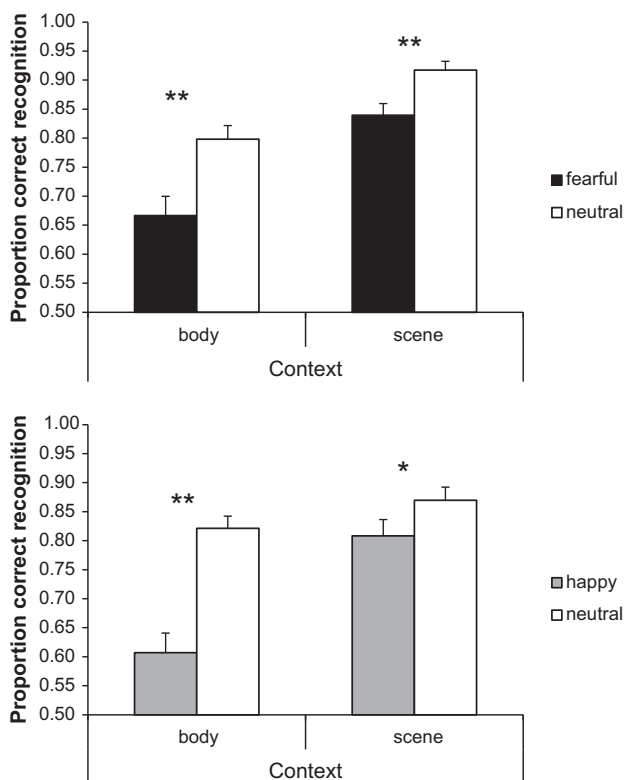 Proportion correct recognition
1.00
0.95
0.90
0.85
0.80
0.75
0.70
0.65
0.60
0.55
0.50
**
**
body
scene
Context
fearful
neutral
Proportion correct recognition
1.00
0.95
0.90
0.85
0.80
0.75
0.70
0.65
0.60
0.55
0.50
**
*
body
scene
Context
happy
neutral